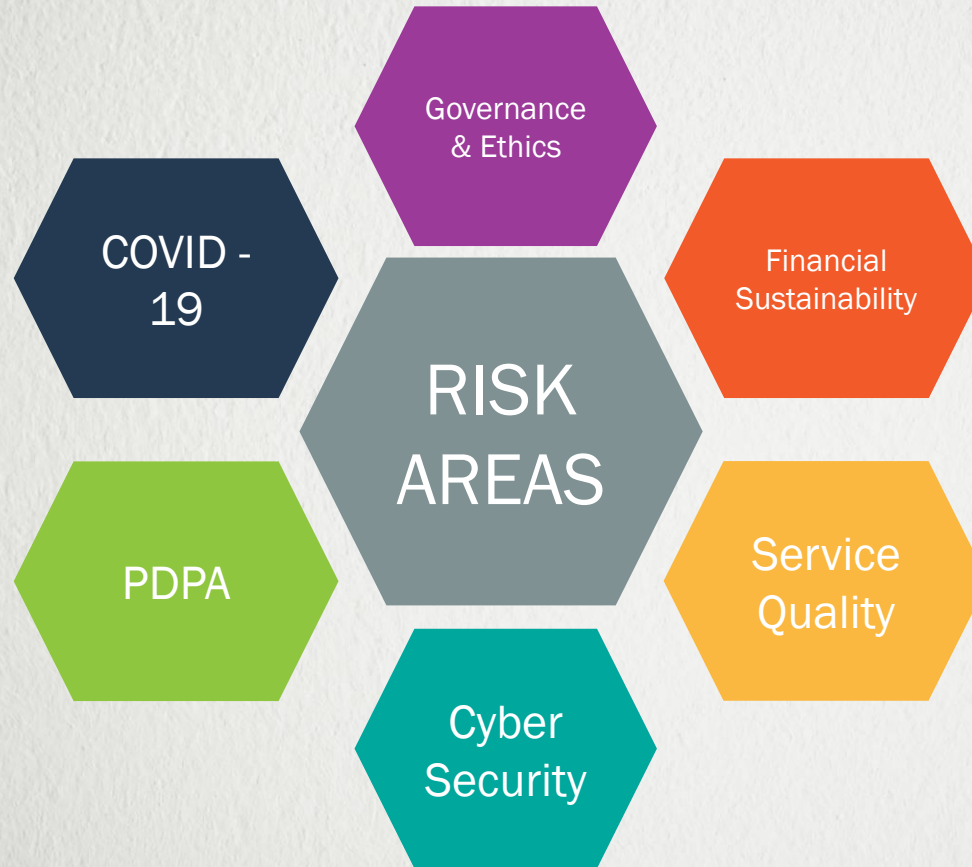 Governance
& Ethics
COVID -
19
Financial
Sustainability
RISK
AREAS
PDPA
Service
Quality
Cyber
Security